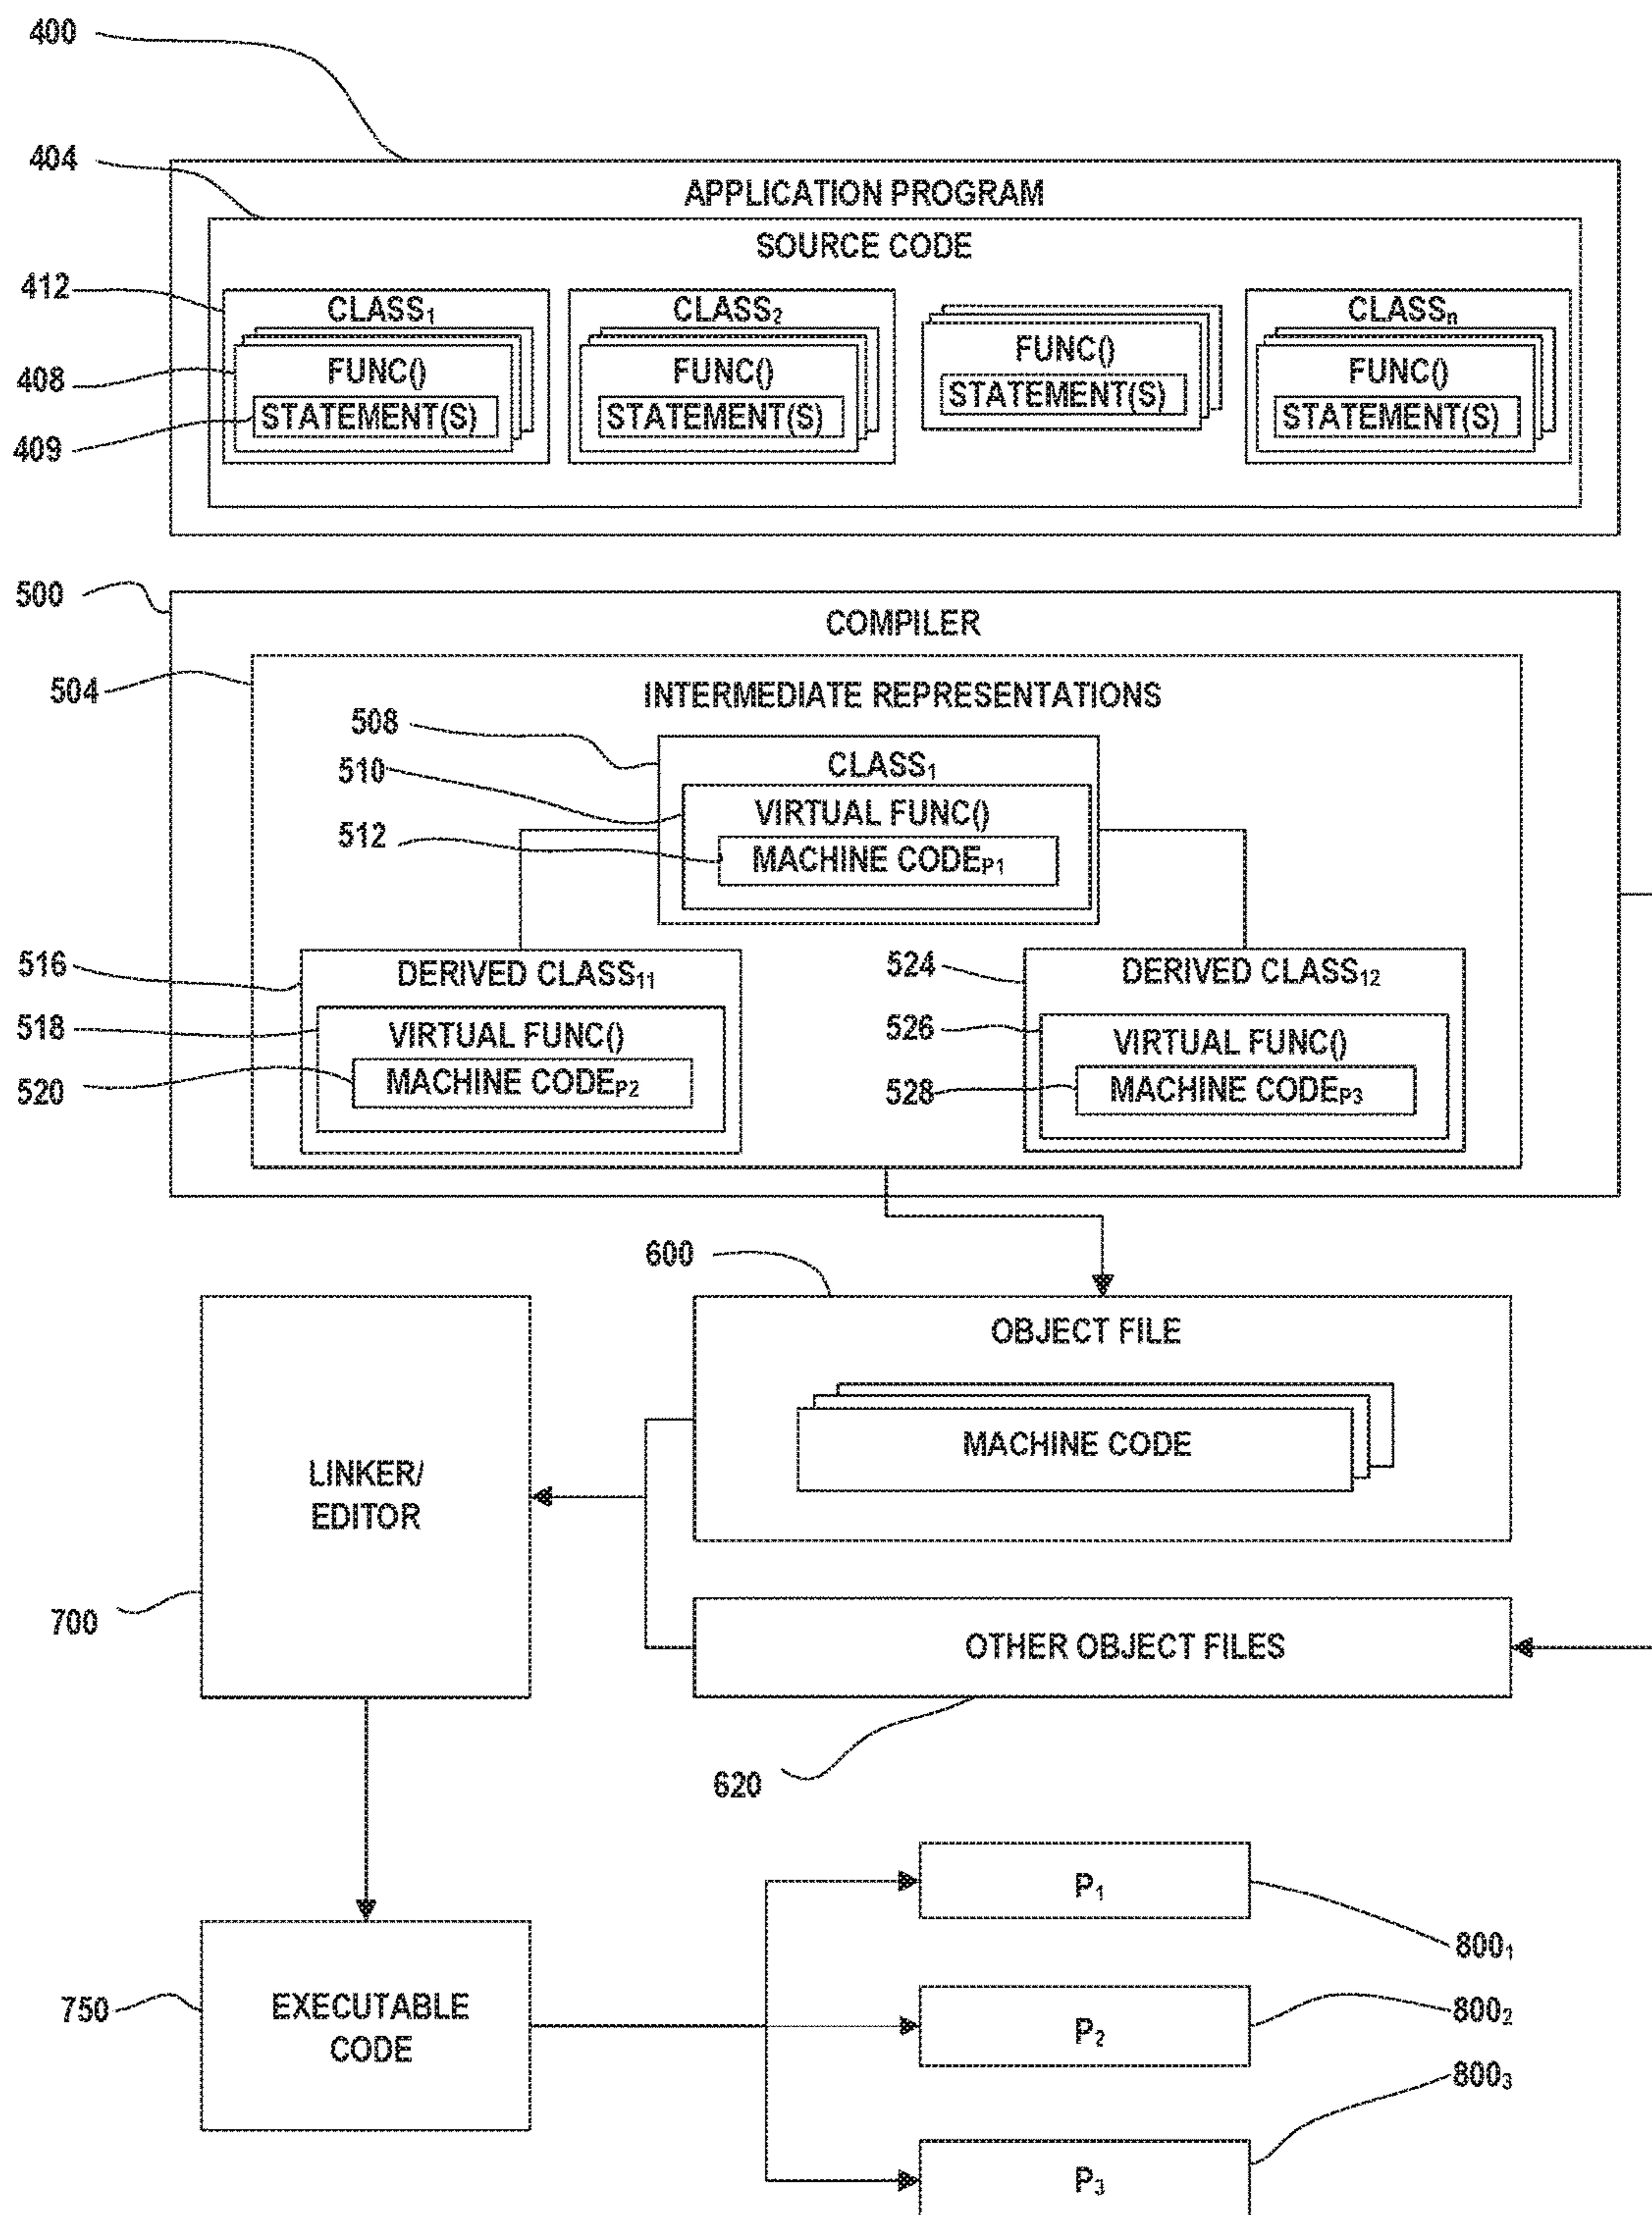 400
404
APPLICATION PROGRAM
SOURCE CODE
412
CLASS₁
CLASS₂
CLASSₙ
408
FUNC()
FUNC()
FUNC()
FUNC()
409
STATEMENT(S)
STATEMENT(S)
STATEMENT(S)
STATEMENT(S)
500
COMPILER
504
INTERMEDIATE REPRESENTATIONS
508
CLASS₁
510
VIRTUAL FUNC()
512
MACHINE CODEP1
516
DERIVED CLASS₁₁
518
VIRTUAL FUNC()
520
MACHINE CODEP2
524
DERIVED CLASS₁₂
526
VIRTUAL FUNC()
528
MACHINE CODEP3
600
OBJECT FILE
MACHINE CODE
LINKER/
EDITOR
700
OTHER OBJECT FILES
620
750
EXECUTABLE
CODE
P₁
800₁
P₂
800₂
P₃
800₃